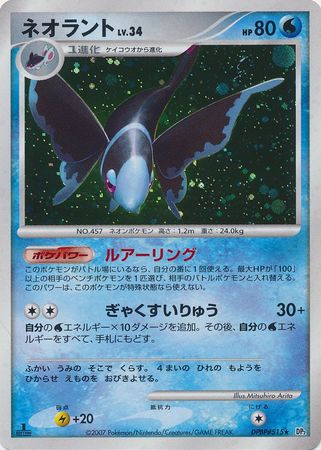 ネオラント LV.34
HP 80
1進化 ケイコウオから進化
NO.457 ネオンポケモン 高さ：1.2m 重さ：24.0kg
ポケパワー ルアーリング
このポケモンがバトル場にいるなら、自分の番に1回使える。最大HPが「100」
以上の相手のベンチポケモンを1匹選び、相手のバトルポケモンと入れ替える。
このパワーは、このポケモンが特殊状態なら使えない。
ぎゃくすいりゅう 30+
自分のエネルギー×10ダメージを追加。その後、自分の
エネルギーをすべて、手札にもどす。
ふかい うみの そこで くらす。4まいの ひれの もようを
ひからせ えものを おびきよせる。
Illus.Mitsuhiro Arita
1
弱点 抵抗力 にげる
+20
©2007 Pokémon/Nintendo/Creatures/GAME FREAK
DPBP#515★ DP3